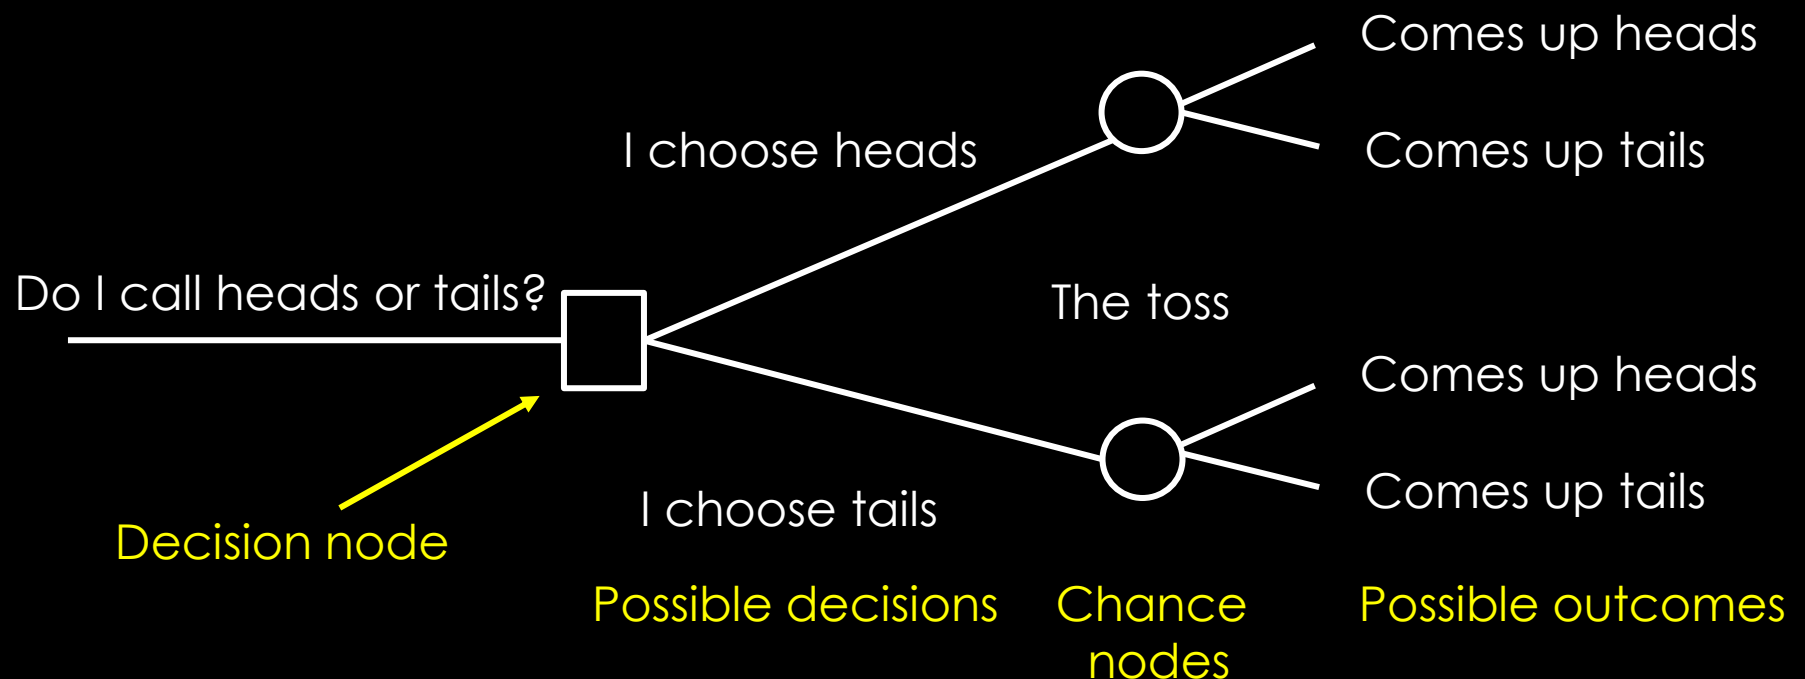 Comes up heads
I choose heads
Comes up tails
Do I call heads or tails?
The toss
Comes up heads
I choose tails
Comes up tails
Decision node
Possible decisions
Chance
nodes
Possible outcomes